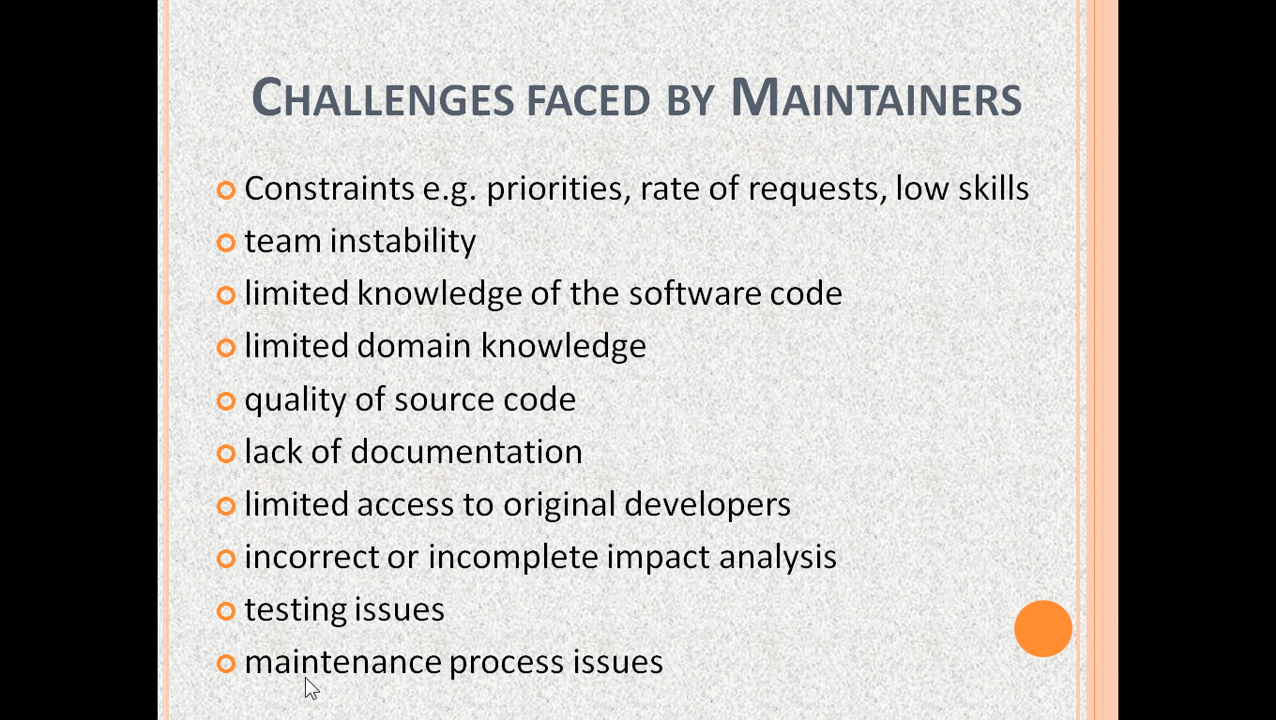 CHALLENGES FACED BY MAINTAINERS
Constraints e.g. priorities, rate of requests, low skills
team instability
limited knowledge of the software code
limited domain knowledge
quality of source code
lack of documentation
limited access to original developers
incorrect or incomplete impact analysis
testing issues
maintenance process issues